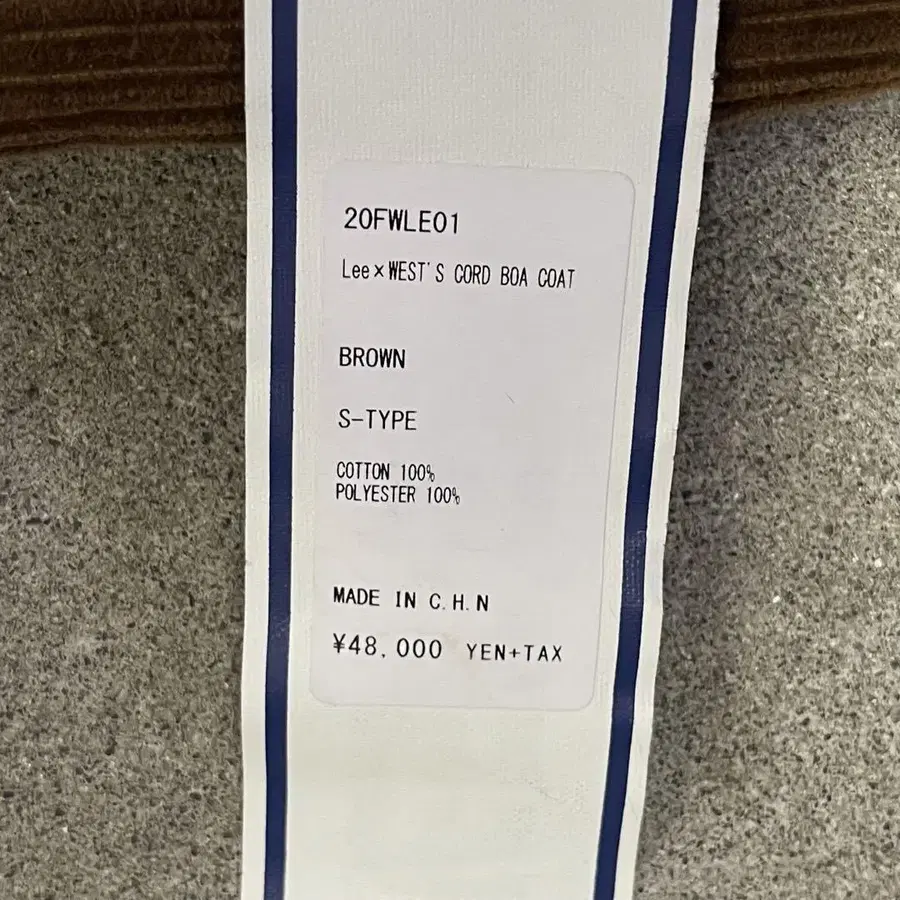 20FWLE01
Lee×WEST'S CORD BOA COAT
BROWN
S-TYPE
COTTON 100%
POLYESTER 100%
MADE IN C.H.N
¥48,000 YEN+TAX